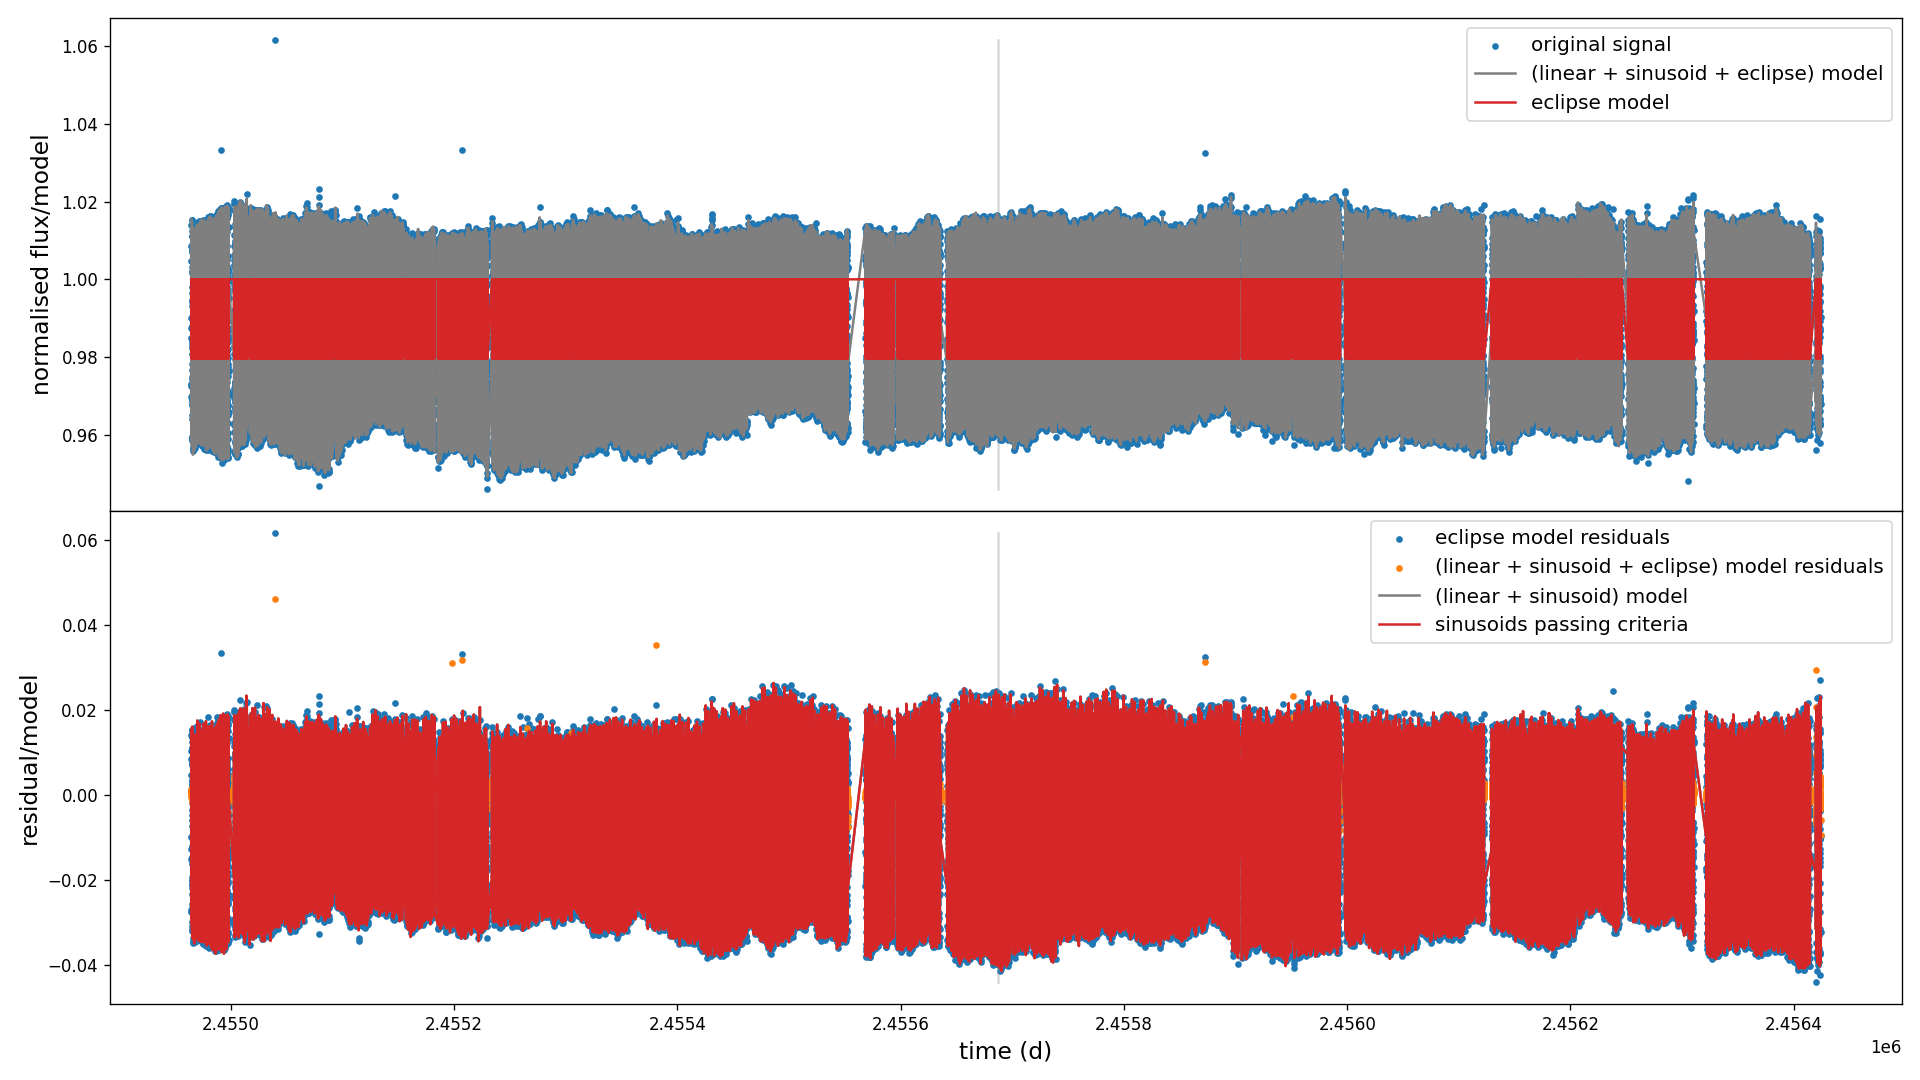 1.06
1.04
1.02
1.00
0.98
0.96
normalised flux/model
original signal
(linear + sinusoid + eclipse) model
eclipse model
0.06
0.04
0.02
0.00
−0.02
−0.04
residual/model
eclipse model residuals
(linear + sinusoid + eclipse) model residuals
(linear + sinusoid) model
sinusoids passing criteria
2.4550 2.4552 2.4554 2.4556 2.4558 2.4560 2.4562 2.4564
1e6
time (d)